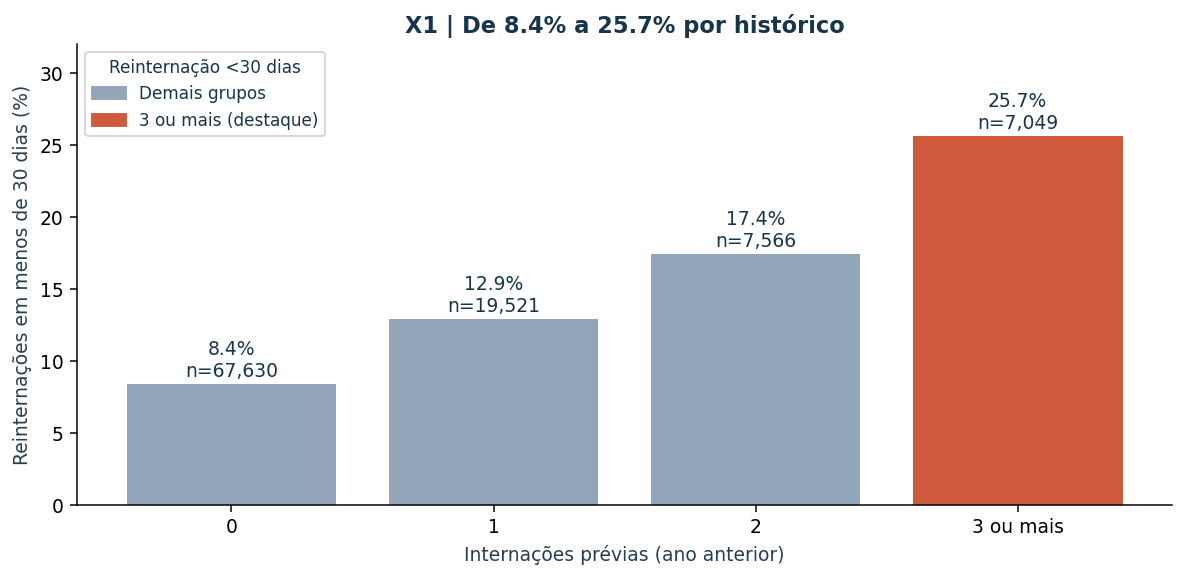 X1 | De 8.4% a 25.7% por histórico
Reinternação <30 dias
Demais grupos
3 ou mais (destaque)
Reinternações em menos de 30 dias (%)
30
25
20
15
10
5
0
8.4%
n=67,630
12.9%
n=19,521
17.4%
n=7,566
25.7%
n=7,049
0
1
2
3 ou mais
Internações prévias (ano anterior)